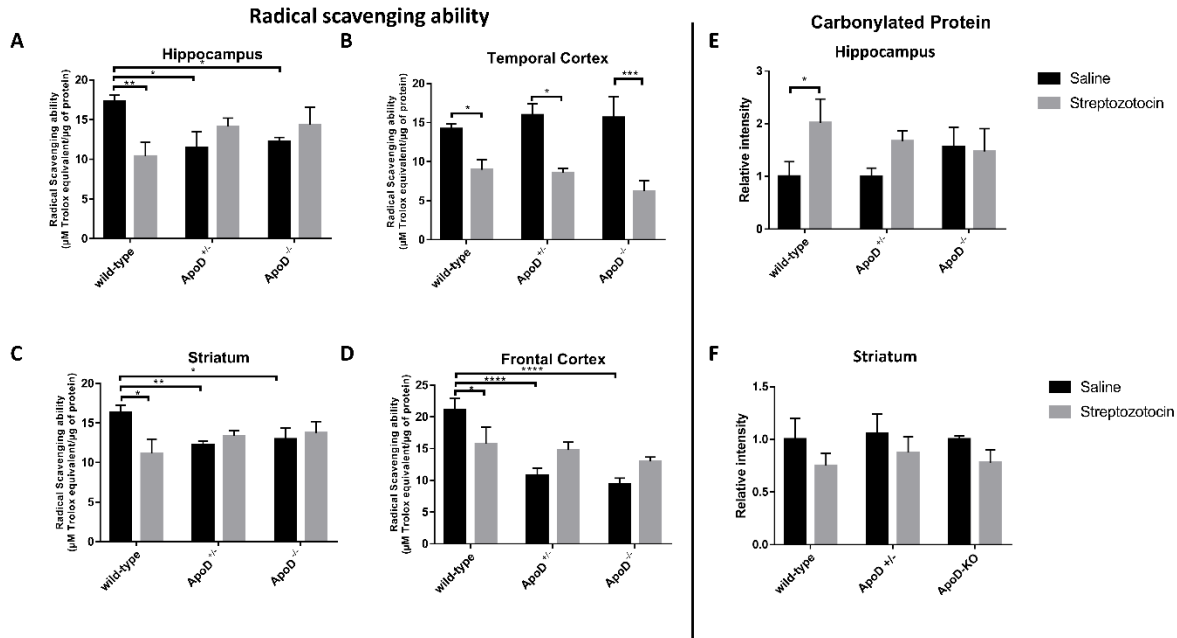 Radical scavenging ability
A
Hippocampus
Radical Scavenging ability
(µM Trolox equivalent/µg of protein)
20
15
10
5
0
*
*
**
wild-type
ApoD +/-
ApoD -/-
B
Temporal Cortex
Radical Scavenging ability
(µM Trolox equivalent/µg of protein)
20
15
10
5
0
*
*
***
wild-type
ApoD +/-
ApoD -/-
C
Striatum
Radical Scavenging ability
(µM Trolox equivalent/µg of protein)
20
15
10
5
0
*
**
*
wild-type
ApoD +/-
ApoD -/-
D
Frontal Cortex
Radical Scavenging ability
(µM Trolox equivalent/µg of protein)
25
20
15
10
5
0
****
****
*
wild-type
ApoD +/-
ApoD -/-
Carbonylated Protein
E
Hippocampus
Relative intensity
3
2
1
0
*
wild-type
ApoD +/-
ApoD -/-
Saline
Streptozotocin
F
Striatum
Relative intensity
1.5
1.0
0.5
0.0
wild-type
ApoD +/-
ApoD-KO
Saline
Streptozotocin